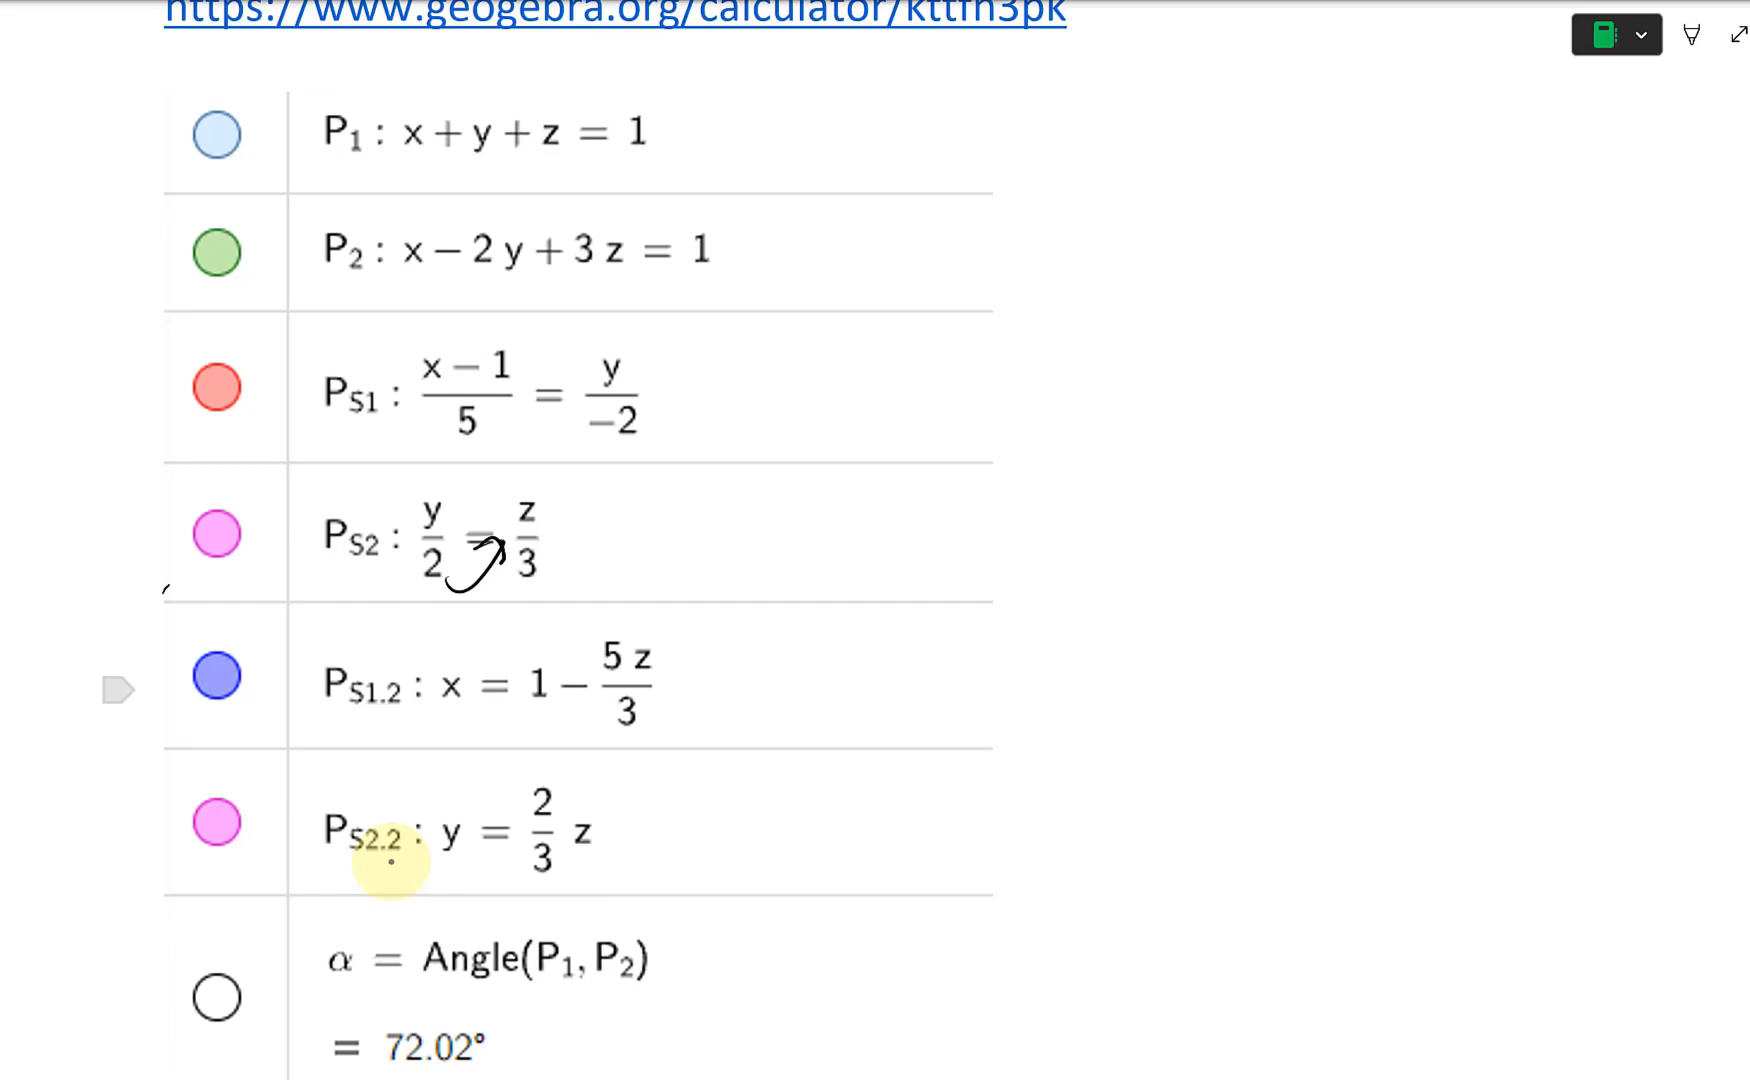 https://www.geogebra.org/calculator/kttfh3pk
P₁ : x + y + z = 1
P₂ : x − 2 y + 3 z = 1
P_S1 : (x − 1)/5 = y/(−2)
P_S2 : y/2 = z/3
P_S1.2 : x = 1 − (5 z)/3
P_S2.2 : y = 2/3 z
α = Angle(P₁, P₂)
= 72.02°